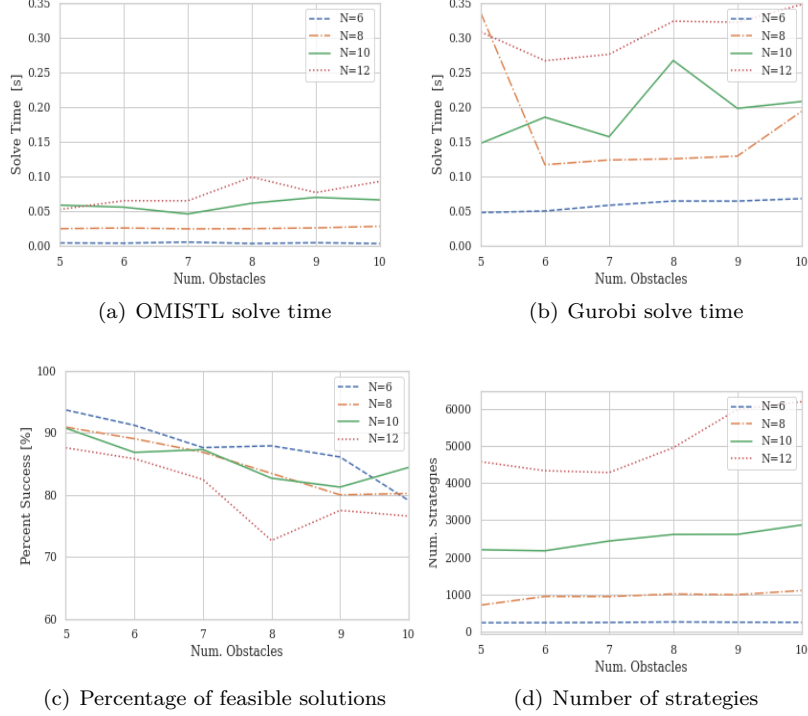 0.35
0.30
0.25
0.20
0.15
0.10
0.05
0.00
Solve Time [s]
5 6 7 8 9 10
Num. Obstacles
N=6
N=8
N=10
N=12
(a) OMISTL solve time
0.35
0.30
0.25
0.20
0.15
0.10
0.05
0.00
Solve Time [s]
5 6 7 8 9 10
Num. Obstacles
N=6
N=8
N=10
N=12
(b) Gurobi solve time
100
90
80
70
60
Percent Success [%]
5 6 7 8 9 10
Num. Obstacles
N=6
N=8
N=10
N=12
(c) Percentage of feasible solutions
6000
5000
4000
3000
2000
1000
0
Num. Strategies
5 6 7 8 9 10
Num. Obstacles
N=6
N=8
N=10
N=12
(d) Number of strategies